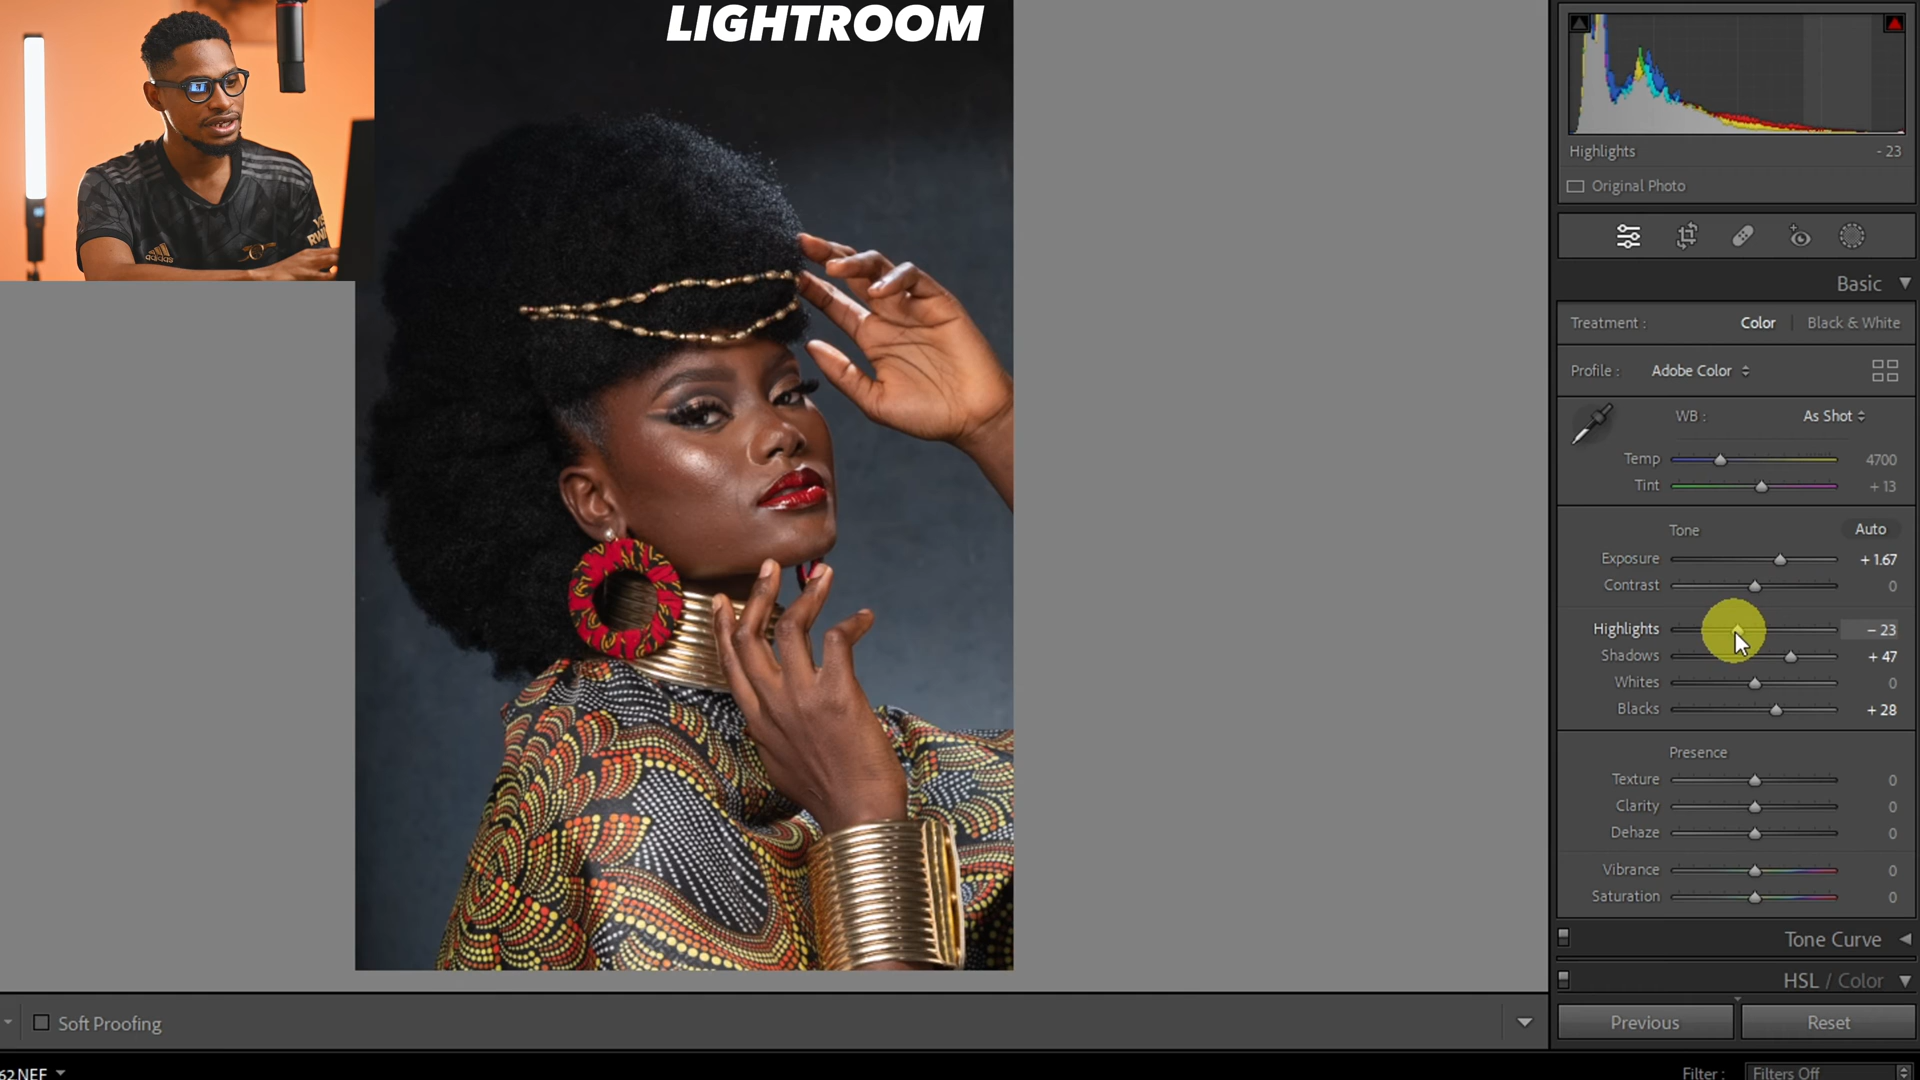 LIGHTROOM
adidas
Highlights - 23
Original Photo
Basic
Treatment : Color | Black & White
Profile : Adobe Color
WB : As Shot
Temp 4700
Tint + 13
Tone Auto
Exposure + 1.67
Contrast 0
Highlights - 23
Shadows + 47
Whites 0
Blacks + 28
Presence
Texture 0
Clarity 0
Dehaze 0
Vibrance 0
Saturation 0
Tone Curve
HSL / Color
Previous Reset
Soft Proofing
62.NEF
Filter : Filters Off